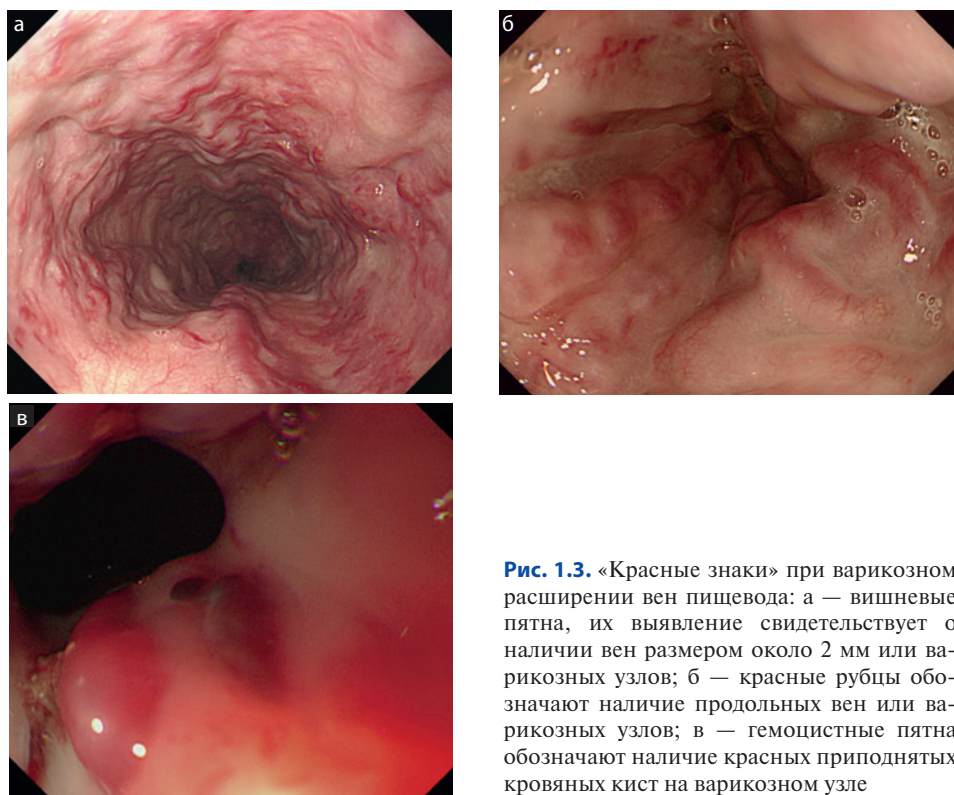 а
б
в
Рис. 1.3. «Красные знаки» при варикозном
расширении вен пищевода: а — вишневые
пятна, их выявление свидетельствует о
наличии вен размером около 2 мм или ва-
рикозных узлов; б — красные рубцы обо-
значают наличие продольных вен или ва-
рикозных узлов; в — гемоцистные пятна
обозначают наличие красных приподнятых
кровяных кист на варикозном узле